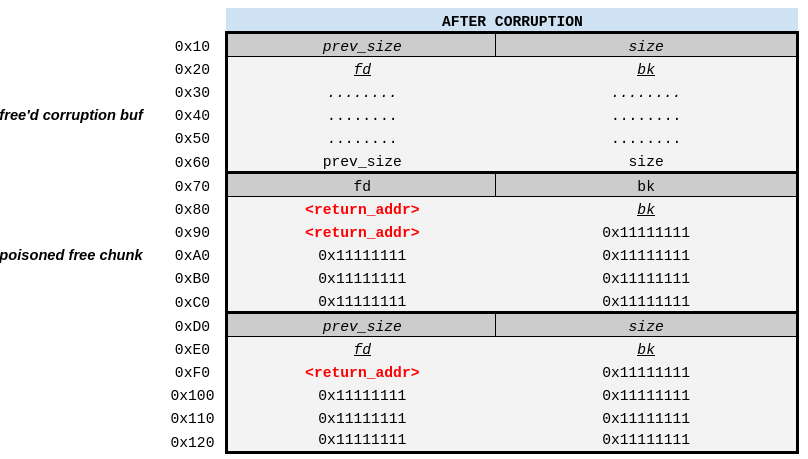 AFTER CORRUPTION
0x10 prev_size size
0x20 fd bk
0x30 ........ ........
free'd corruption buf 0x40 ........ ........
0x50 ........ ........
0x60 prev_size size
0x70 fd bk
0x80 <return_addr> bk
0x90 <return_addr> 0x11111111
poisoned free chunk 0xA0 0x11111111 0x11111111
0xB0 0x11111111 0x11111111
0xC0 0x11111111 0x11111111
0xD0 prev_size size
0xE0 fd bk
0xF0 <return_addr> 0x11111111
0x100 0x11111111 0x11111111
0x110 0x11111111 0x11111111
0x120 0x11111111 0x11111111